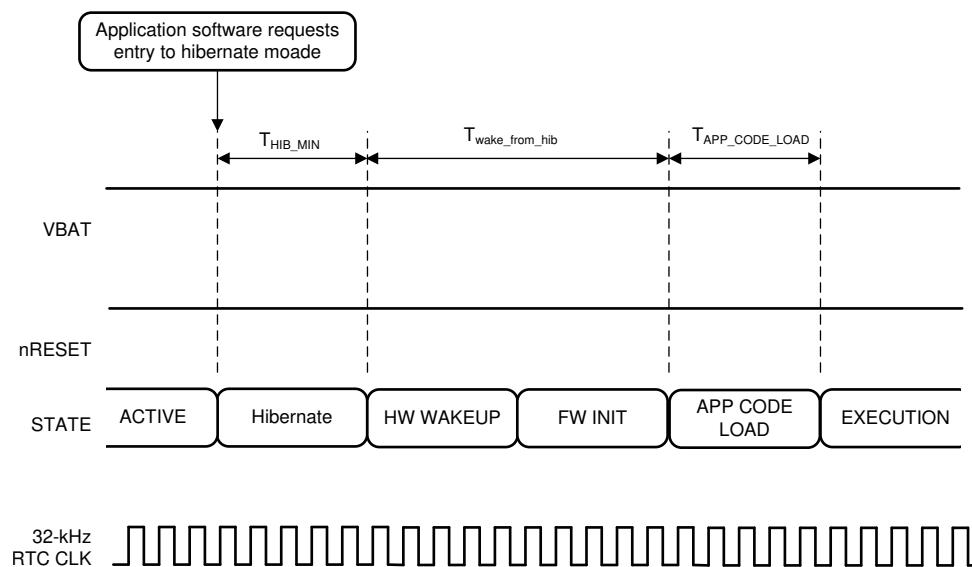 Application software requests
entry to hibernate moade
THIB_MIN
Twake_from_hib
TAPP_CODE_LOAD
VBAT
nRESET
STATE
ACTIVE
Hibernate
HW WAKEUP
FW INIT
APP CODE
LOAD
EXECUTION
32-kHz
RTC CLK